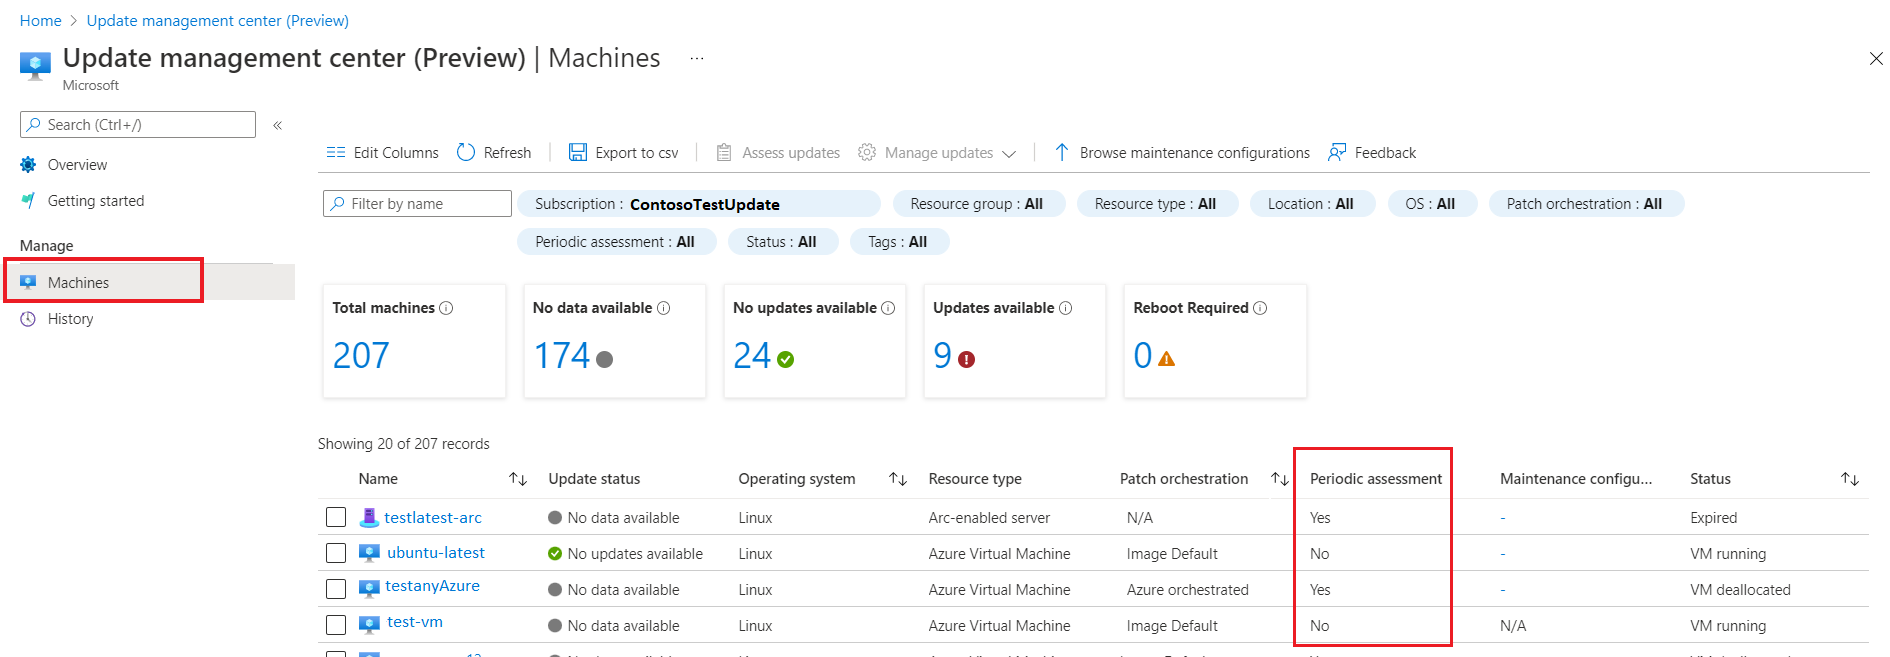 Home > Update management center (Preview)
Update management center (Preview) | Machines ...
Microsoft
Search (Ctrl+/) «
Overview
Getting started
Manage
Machines
History
Edit Columns Refresh Export to csv Assess updates Manage updates Browse maintenance configurations Feedback
Filter by name Subscription : ContosoTestUpdate Resource group : All Resource type : All Location : All OS : All Patch orchestration : All
Periodic assessment : All Status : All Tags : All
Total machines No data available No updates available Updates available Reboot Required
207 174 24 9 0
Showing 20 of 207 records
Name Update status Operating system Resource type Patch orchestration Periodic assessment Maintenance configu... Status
testlatest-arc No data available Linux Arc-enabled server N/A Yes - Expired
ubuntu-latest No updates available Linux Azure Virtual Machine Image Default No - VM running
testanyAzure No data available Linux Azure Virtual Machine Azure orchestrated Yes - VM deallocated
test-vm No data available Linux Azure Virtual Machine Image Default No N/A VM running